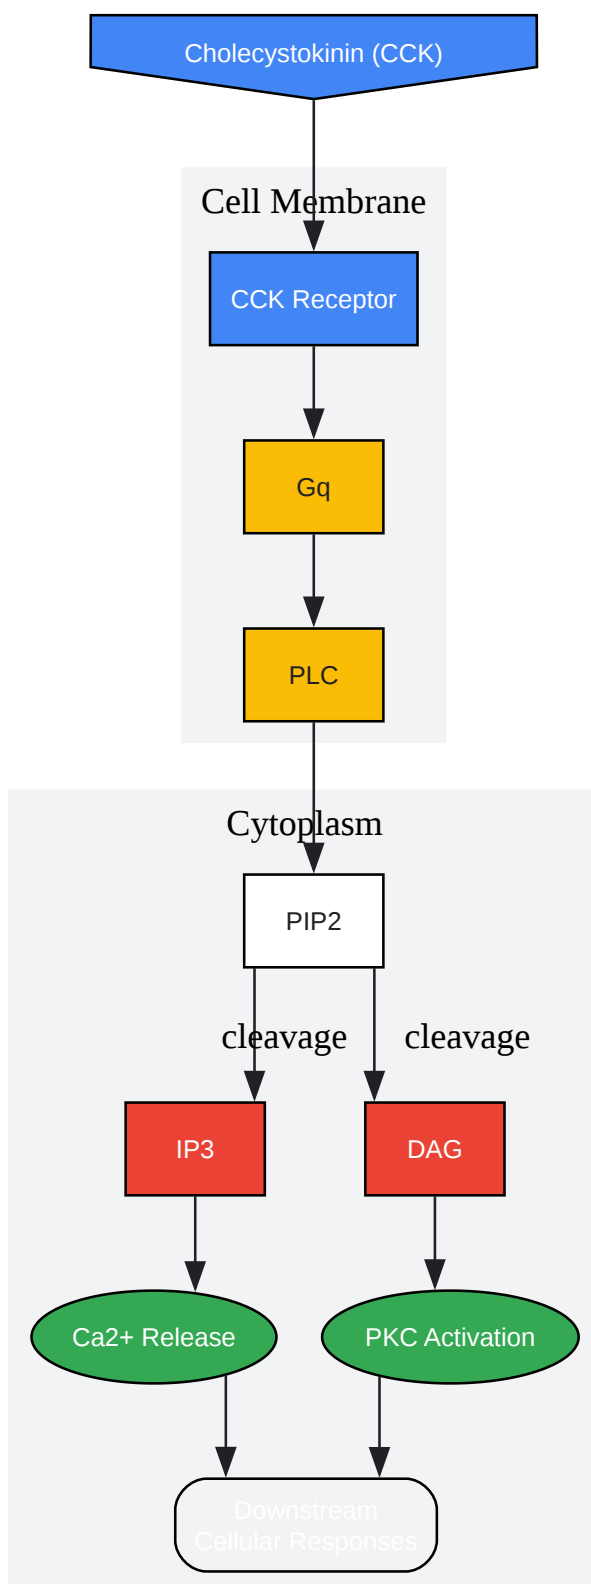 Cholecystokinin (CCK)
Cell Membrane
CCK Receptor
Gq
PLC
Cytoplasm
PIP2
cleavage
cleavage
IP3
DAG
Ca2+ Release
PKC Activation
Downstream
Cellular Responses